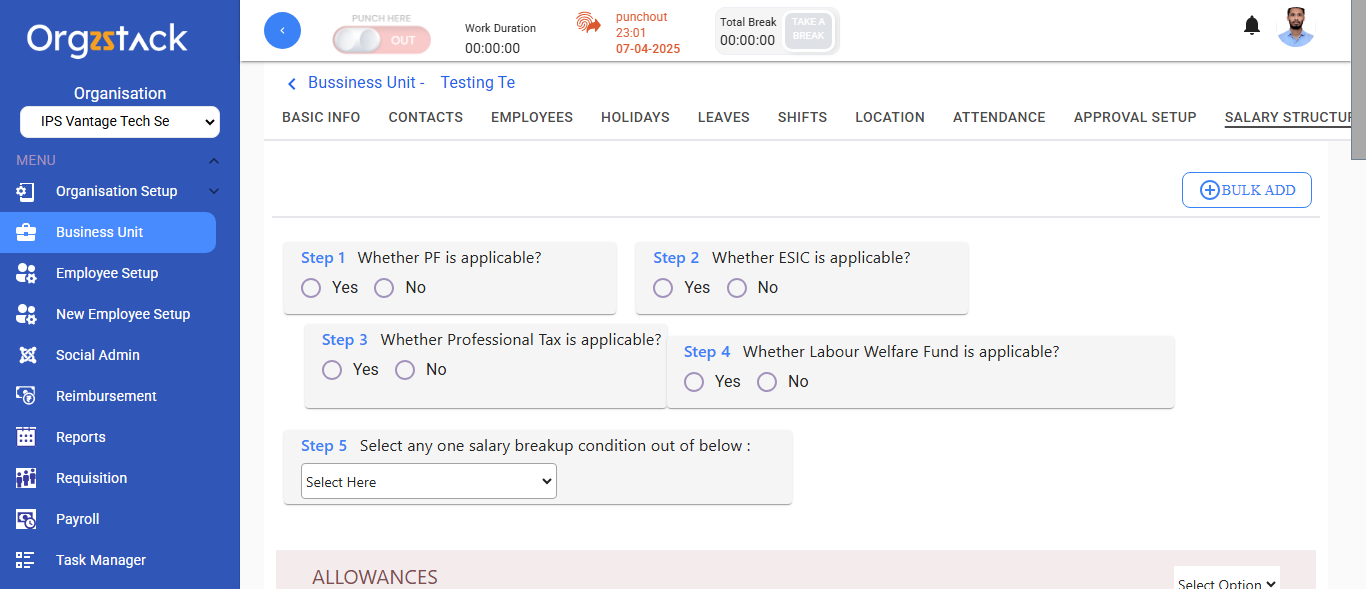 Orgzstack
Organisation
IPS Vantage Tech Se
MENU
Organisation Setup
Business Unit
Employee Setup
New Employee Setup
Social Admin
Reimbursement
Reports
Requisition
Payroll
Task Manager
PUNCH HERE
OUT
Work Duration
00:00:00
punchout
23:01
07-04-2025
Total Break
00:00:00
TAKE A
BREAK
Bussiness Unit - Testing Te
BASIC INFO CONTACTS EMPLOYEES HOLIDAYS LEAVES SHIFTS LOCATION ATTENDANCE APPROVAL SETUP SALARY STRUCTUR
BULK ADD
Step 1 Whether PF is applicable?
Yes No
Step 2 Whether ESIC is applicable?
Yes No
Step 3 Whether Professional Tax is applicable?
Yes No
Step 4 Whether Labour Welfare Fund is applicable?
Yes No
Step 5 Select any one salary breakup condition out of below :
Select Here
ALLOWANCES
Select Option